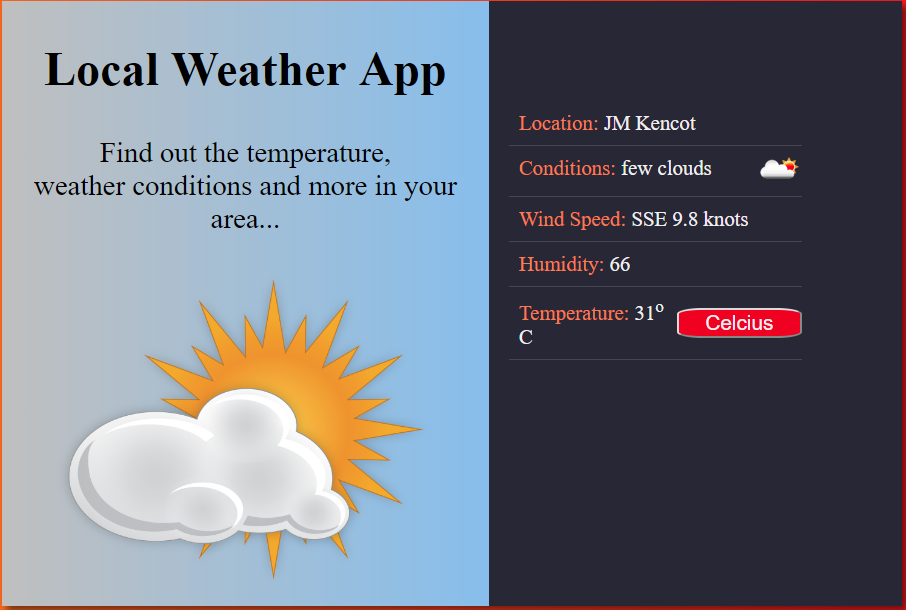 Local Weather App
Find out the temperature,
weather conditions and more in your
area...
Location: JM Kencot
Conditions: few clouds
Wind Speed: SSE 9.8 knots
Humidity: 66
Temperature: 31º
C
Celcius